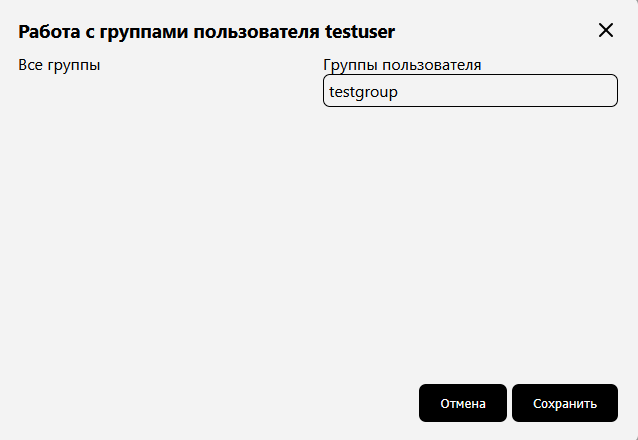 Работа с группами пользователя testuser
Все группы
Группы пользователя
testgroup
Отмена
Сохранить